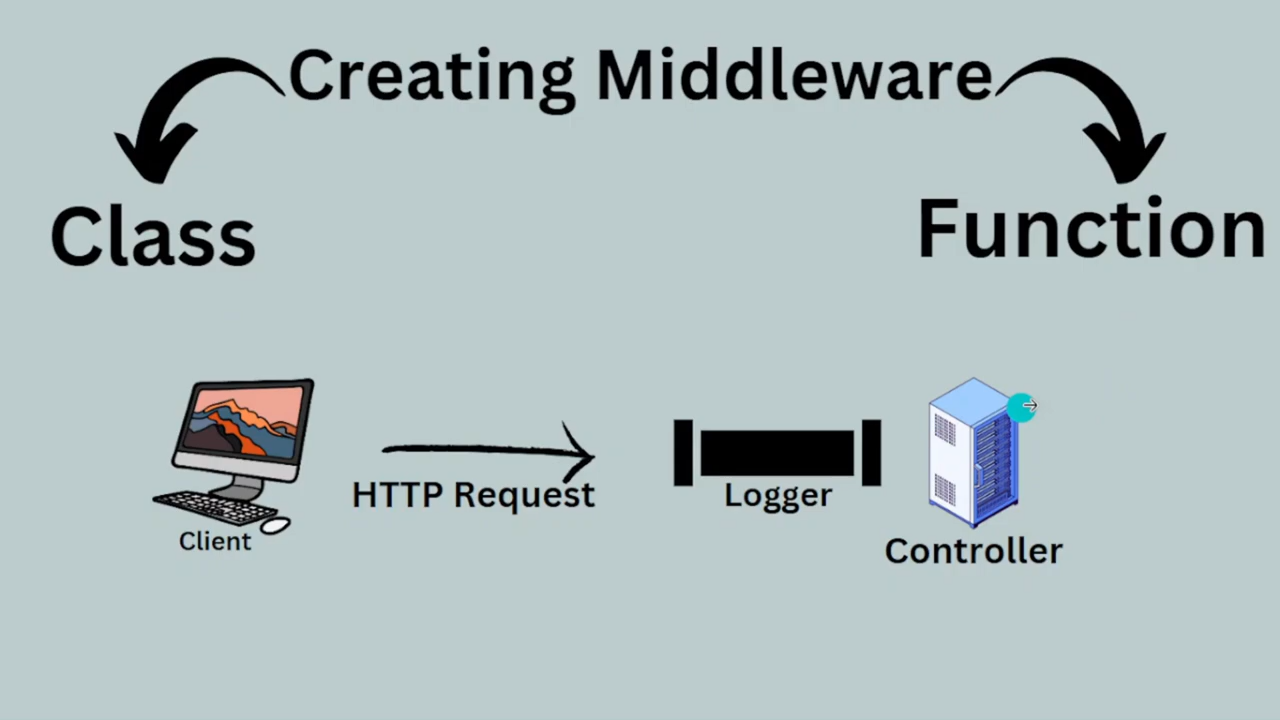 Creating Middleware
Class
Function
HTTP Request
Logger
Client
Controller